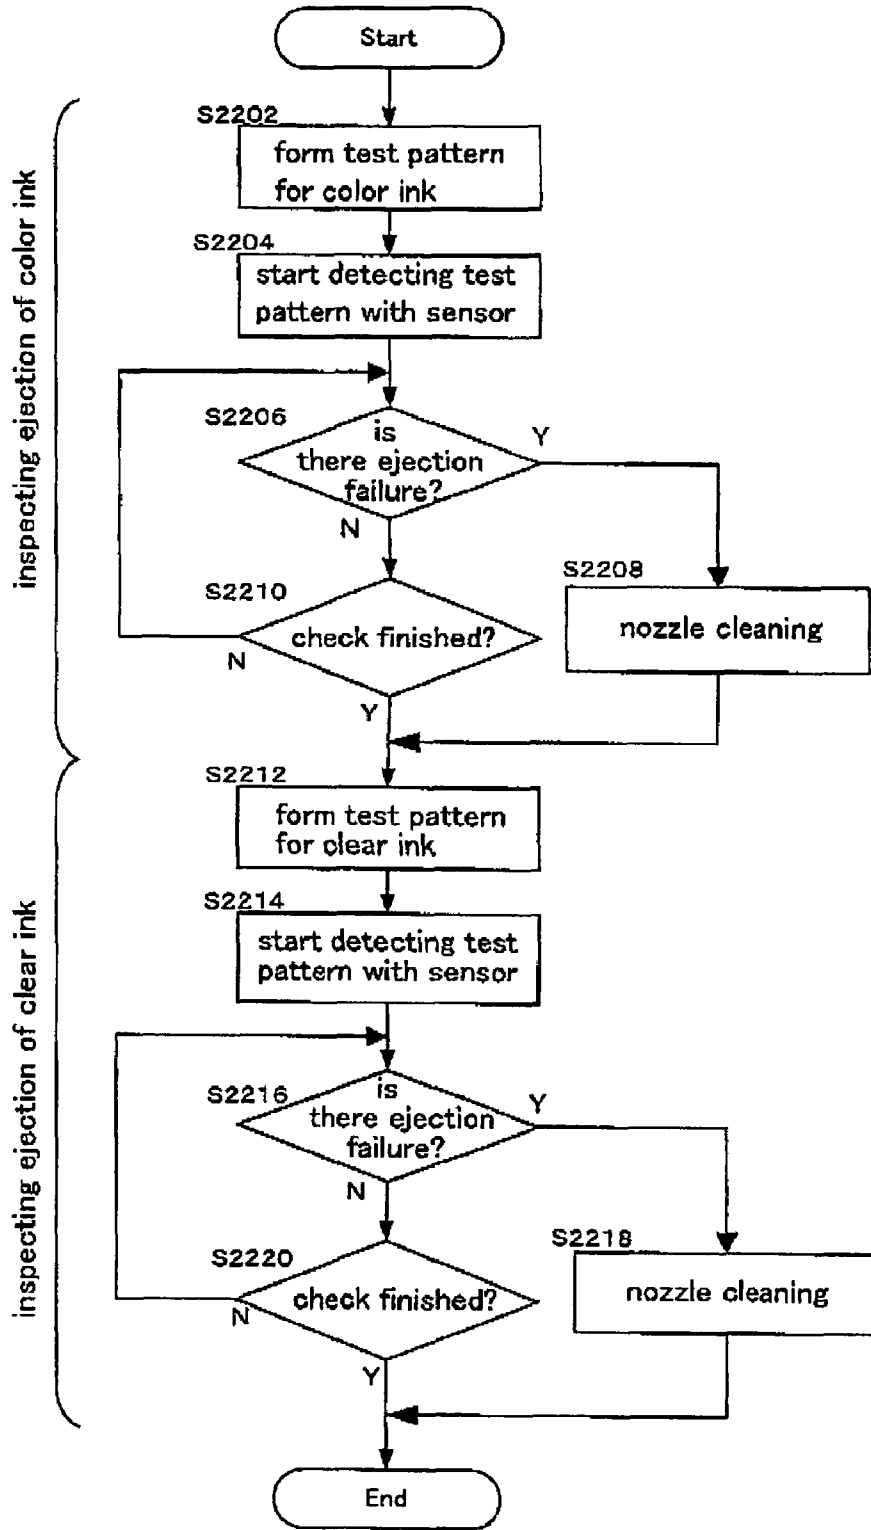 Start
inspecting ejection of color ink
S2202
form test pattern
for color ink
S2204
start detecting test
pattern with sensor
S2206
is
there ejection
failure?
Y
N
S2208
nozzle cleaning
S2210
check finished?
N
Y
inspecting ejection of clear ink
S2212
form test pattern
for clear ink
S2214
start detecting test
pattern with sensor
S2216
is
there ejection
failure?
Y
N
S2218
nozzle cleaning
S2220
check finished?
N
Y
End